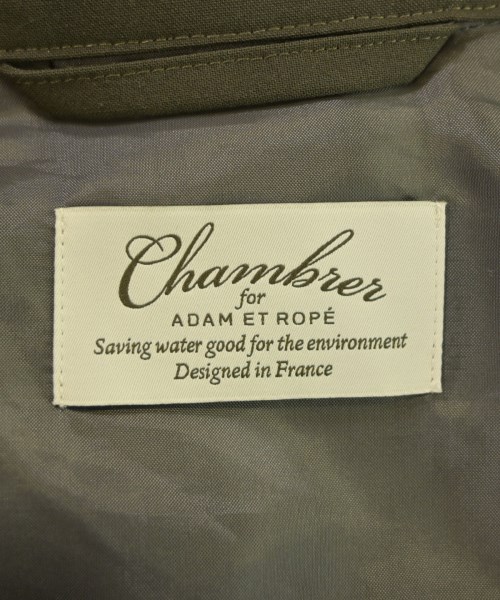 Chambrer
for
ADAM ET ROPÉ
Saving water good for the environment
Designed in France